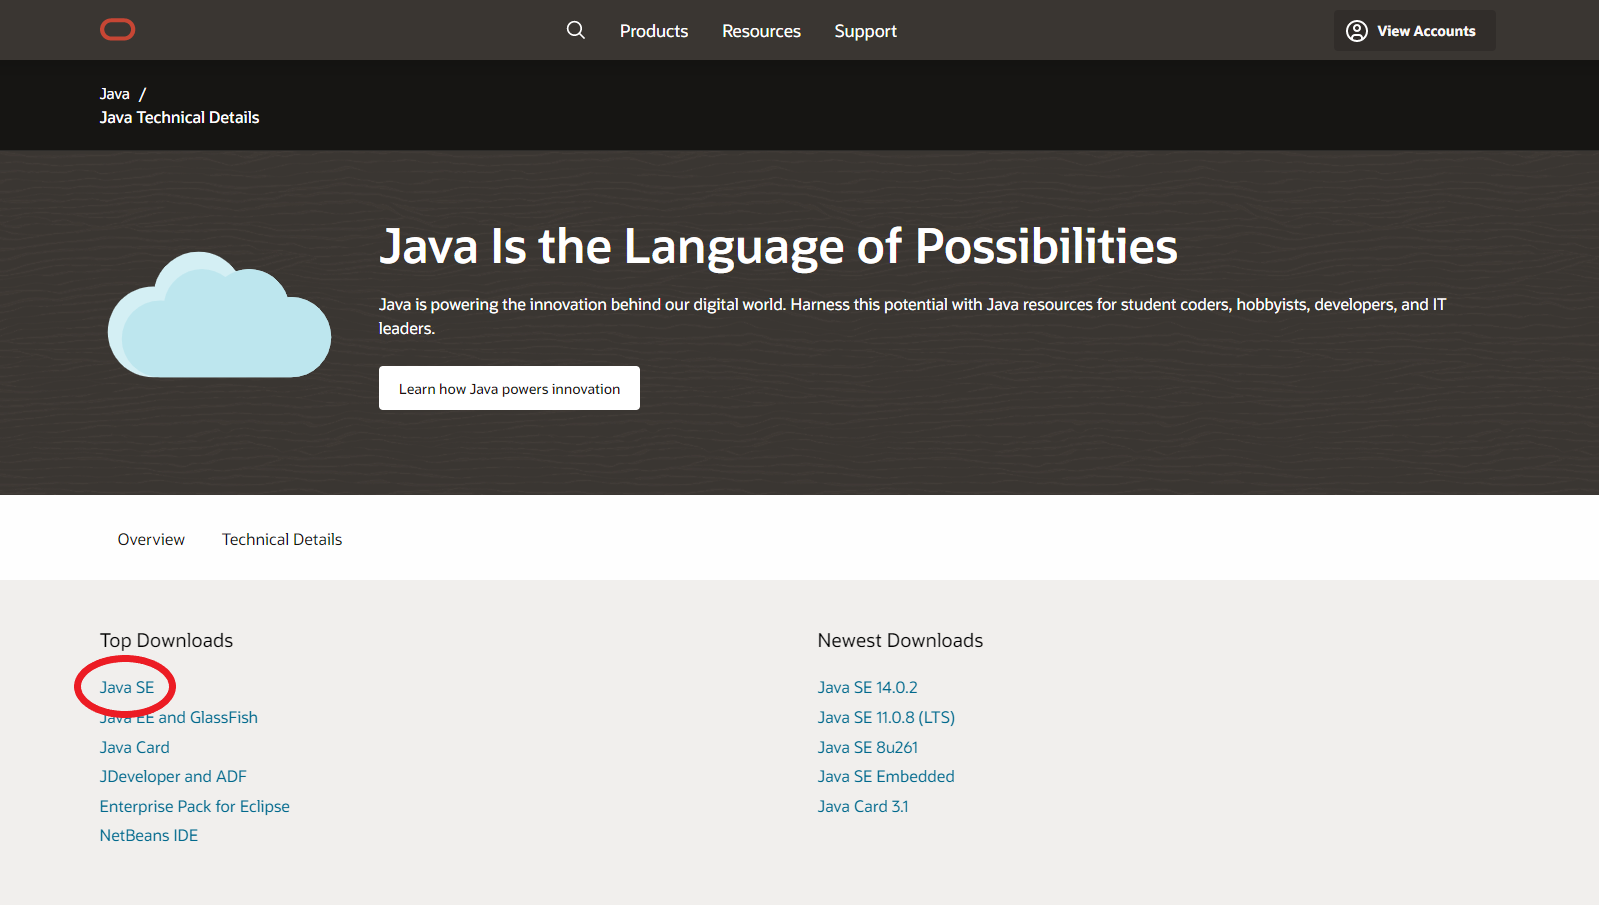 Products Resources Support View Accounts
Java /
Java Technical Details
Java Is the Language of Possibilities
Java is powering the innovation behind our digital world. Harness this potential with Java resources for student coders, hobbyists, developers, and IT
leaders.
Learn how Java powers innovation
Overview Technical Details
Top Downloads
Java SE
Java EE and GlassFish
Java Card
JDeveloper and ADF
Enterprise Pack for Eclipse
NetBeans IDE
Newest Downloads
Java SE 14.0.2
Java SE 11.0.8 (LTS)
Java SE 8u261
Java SE Embedded
Java Card 3.1